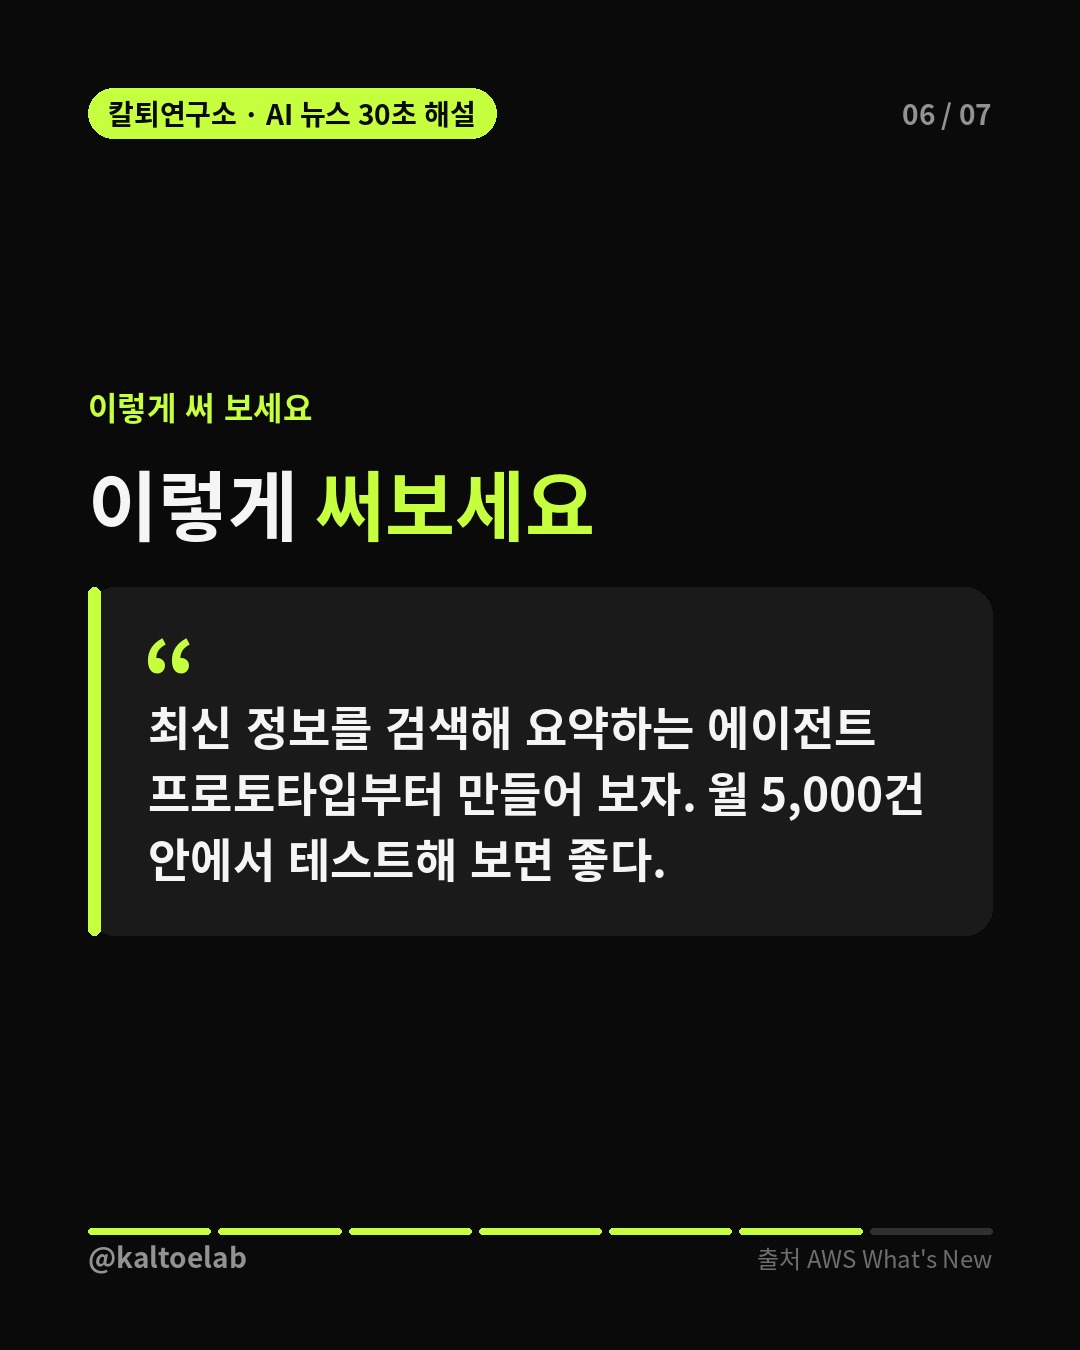 칼퇴연구소 · AI 뉴스 30초 해설
06 / 07
이렇게 써 보세요
이렇게 써보세요
“
최신 정보를 검색해 요약하는 에이전트
프로토타입부터 만들어 보자. 월 5,000건
안에서 테스트해 보면 좋다.
@kaltoelab
출처 AWS What's New